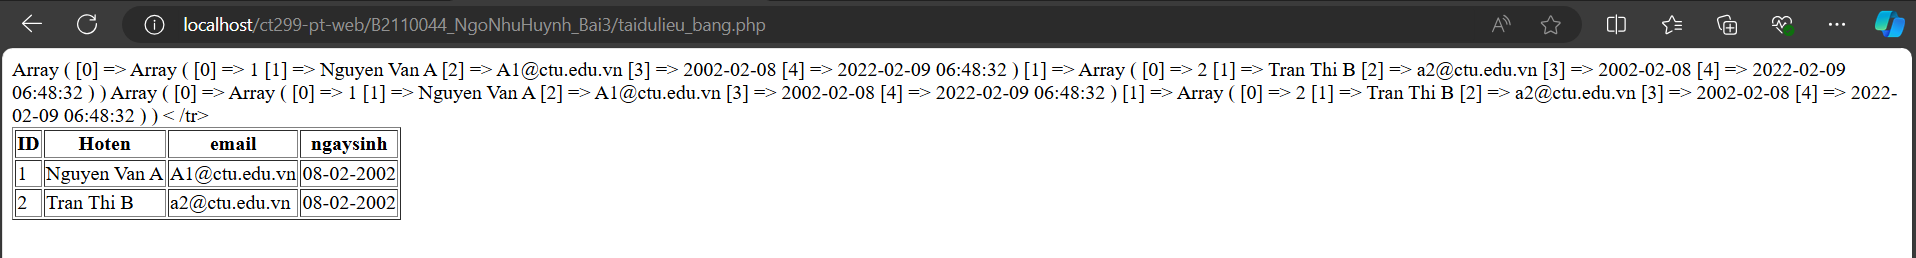 localhost/ct299-pt-web/B2110044_NgoNhuHuynh_Bai3/taidulieu_bang.php
Array ( [0] => Array ( [0] => 1 [1] => Nguyen Van A [2] => A1@ctu.edu.vn [3] => 2002-02-08 [4] => 2022-02-09 06:48:32 ) [1] => Array ( [0] => 2 [1] => Tran Thi B [2] => a2@ctu.edu.vn [3] => 2002-02-08 [4] => 2022-02-09
06:48:32 ) ) Array ( [0] => Array ( [0] => 1 [1] => Nguyen Van A [2] => A1@ctu.edu.vn [3] => 2002-02-08 [4] => 2022-02-09 06:48:32 ) [1] => Array ( [0] => 2 [1] => Tran Thi B [2] => a2@ctu.edu.vn [3] => 2002-02-08 [4] => 2022-
02-09 06:48:32 ) ) < /tr>
ID Hoten email ngaysinh
1 Nguyen Van A A1@ctu.edu.vn 08-02-2002
2 Tran Thi B a2@ctu.edu.vn 08-02-2002